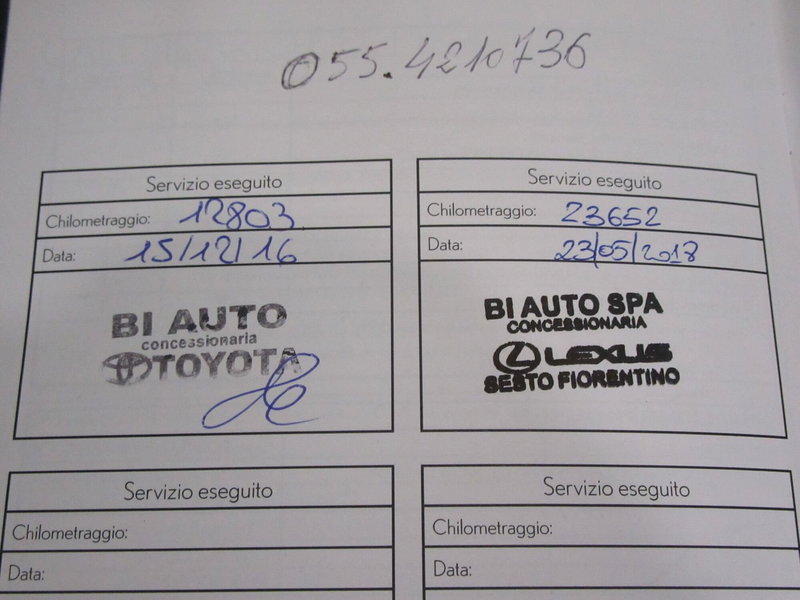 055.4210736
Servizio eseguito
Chilometraggio: 12803
Data: 15/12/16
BI AUTO
concessionaria
TOYOTA
Servizio eseguito
Chilometraggio: 23652
Data: 23/05/2018
BI AUTO SPA
CONCESSIONARIA
LEXUS
SESTO FIORENTINO
Servizio eseguito
Chilometraggio:
Data:
Servizio eseguito
Chilometraggio:
Data: